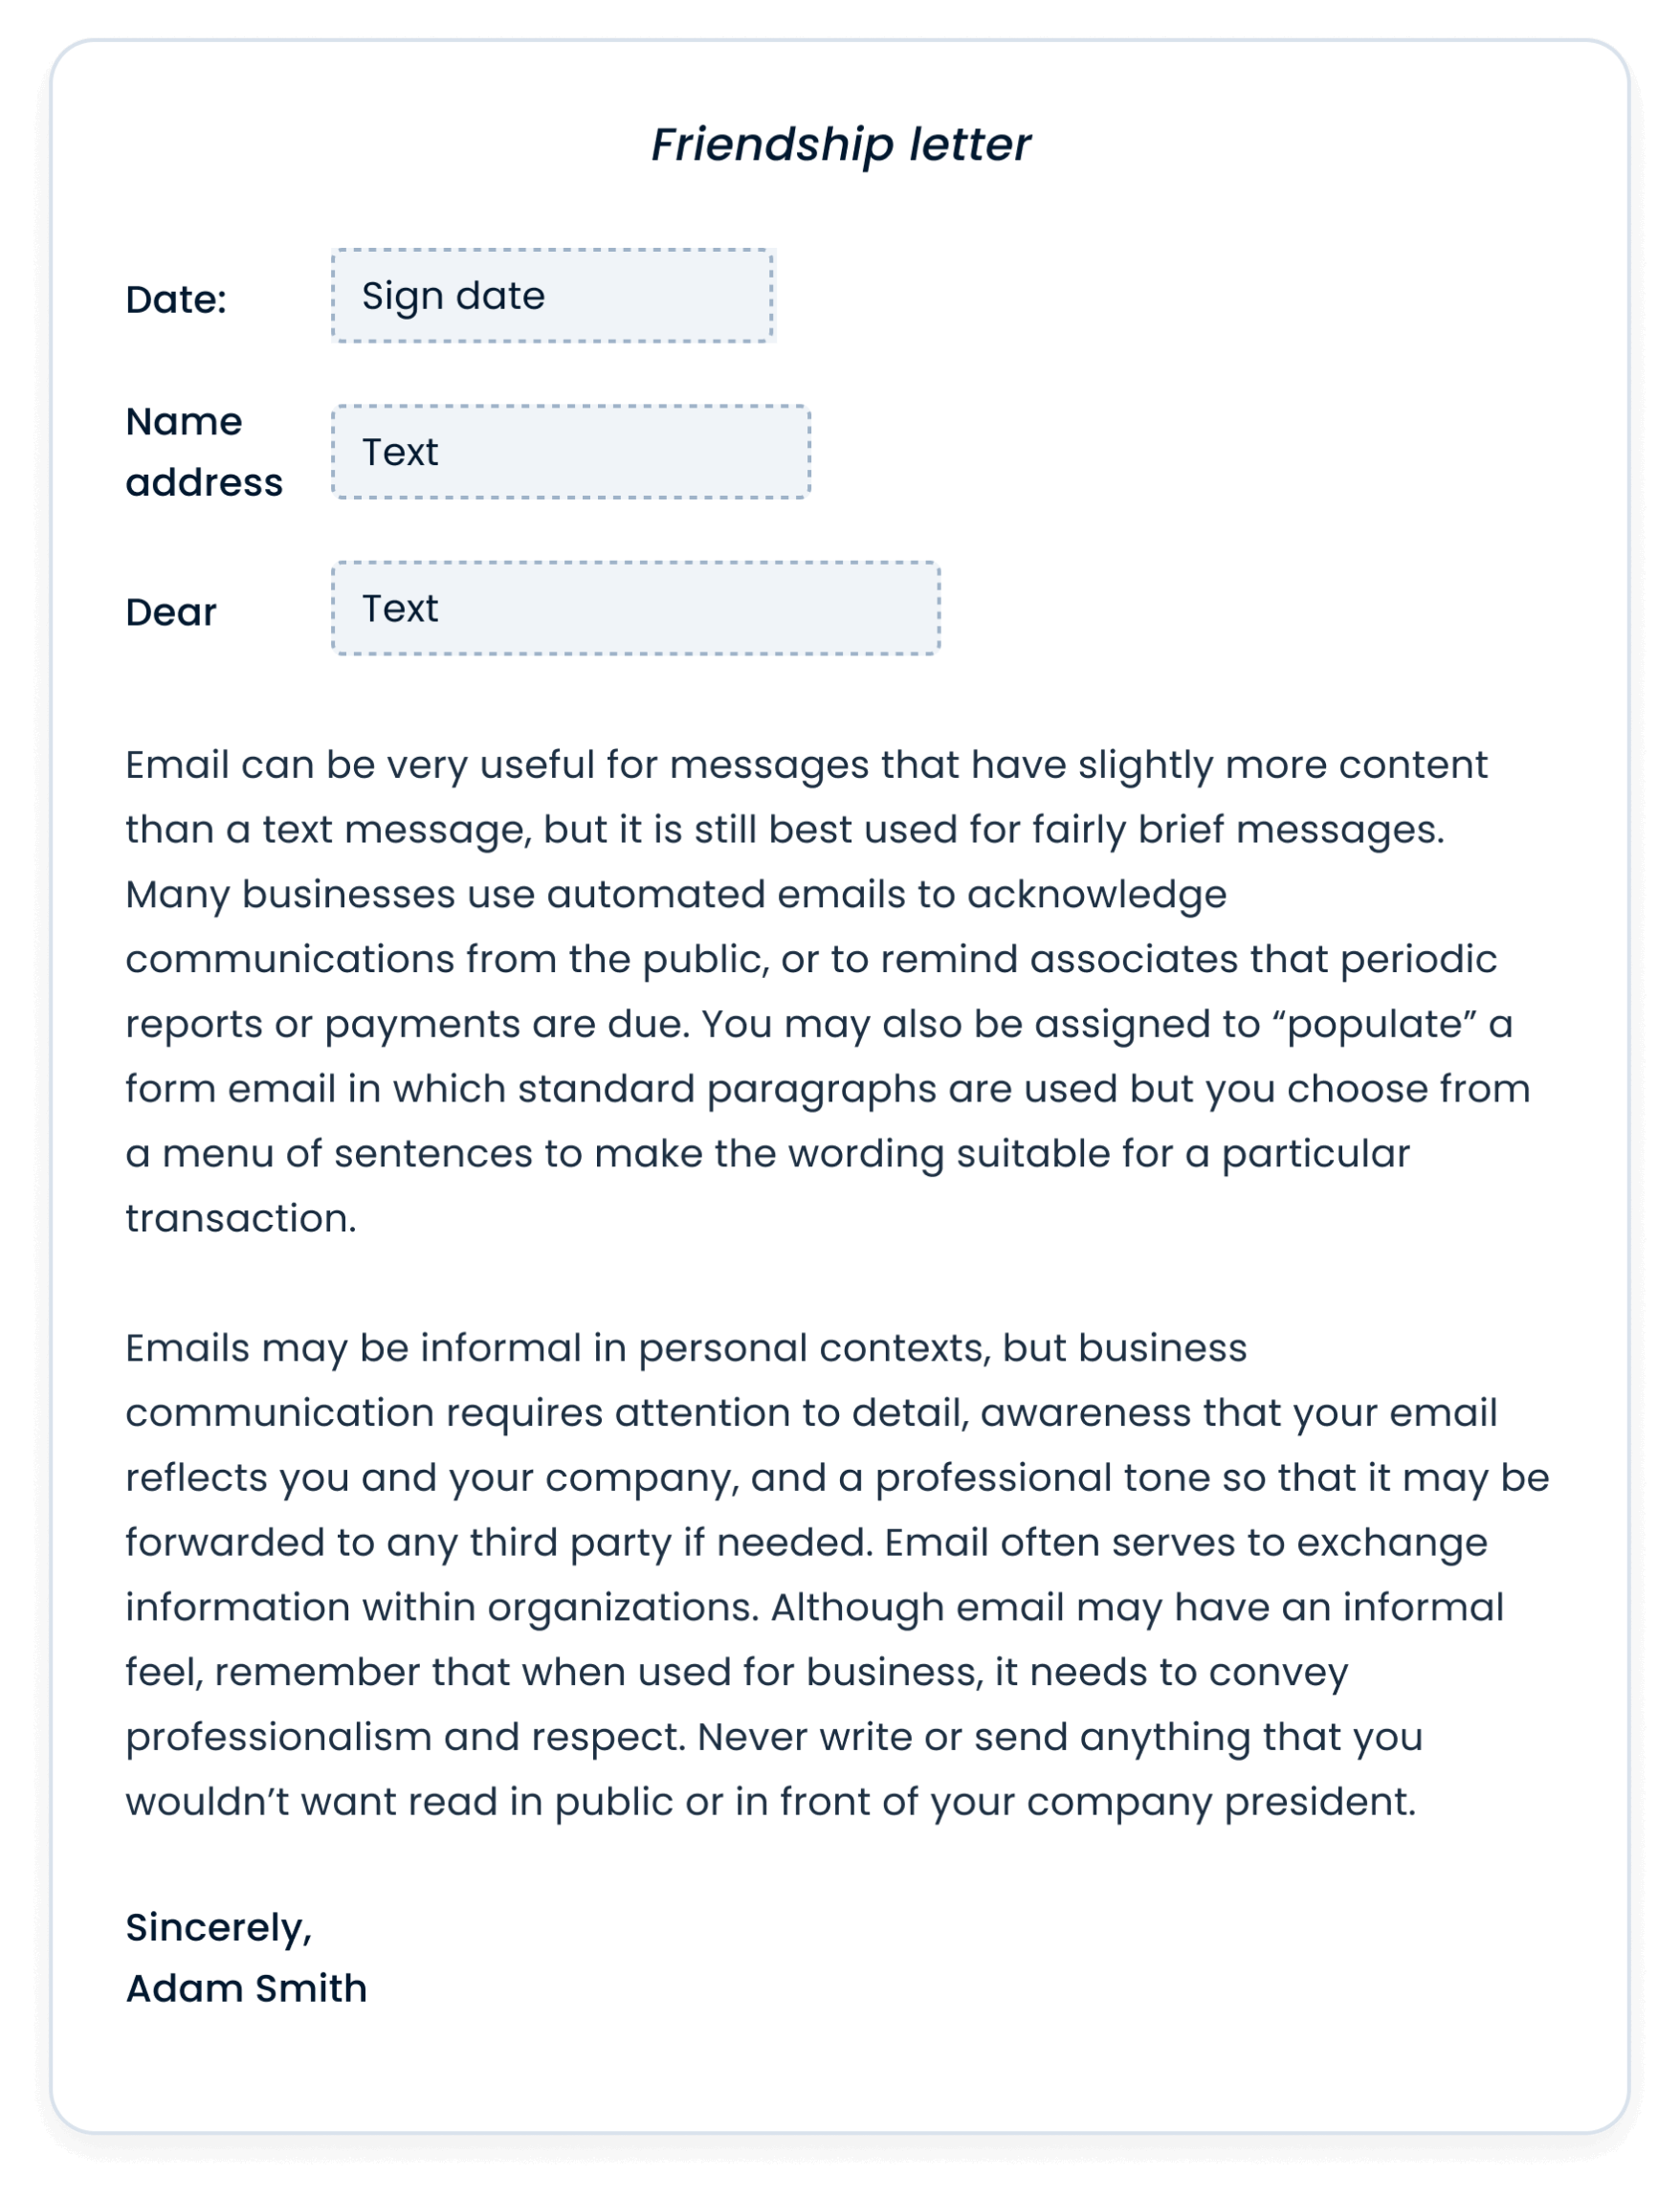 Friendship letter
Date: Sign date
Name
address
Text
Dear Text
Email can be very useful for messages that have slightly more content
than a text message, but it is still best used for fairly brief messages.
Many businesses use automated emails to acknowledge
communications from the public, or to remind associates that periodic
reports or payments are due. You may also be assigned to “populate” a
form email in which standard paragraphs are used but you choose from
a menu of sentences to make the wording suitable for a particular
transaction.
Emails may be informal in personal contexts, but business
communication requires attention to detail, awareness that your email
reflects you and your company, and a professional tone so that it may be
forwarded to any third party if needed. Email often serves to exchange
information within organizations. Although email may have an informal
feel, remember that when used for business, it needs to convey
professionalism and respect. Never write or send anything that you
wouldn’t want read in public or in front of your company president.
Sincerely,
Adam Smith